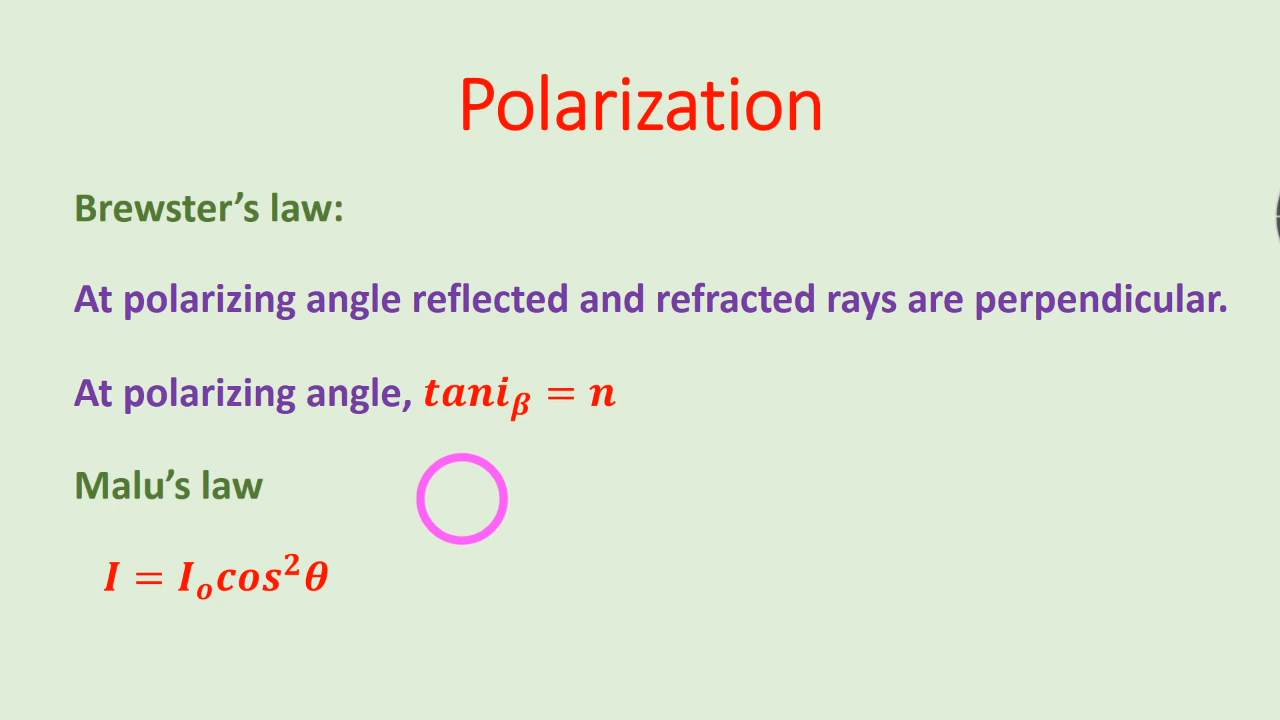 Polarization
Brewster’s law:
At polarizing angle reflected and refracted rays are perpendicular.
At polarizing angle, tani_β = n
Malu’s law
I = I_o cos²θ